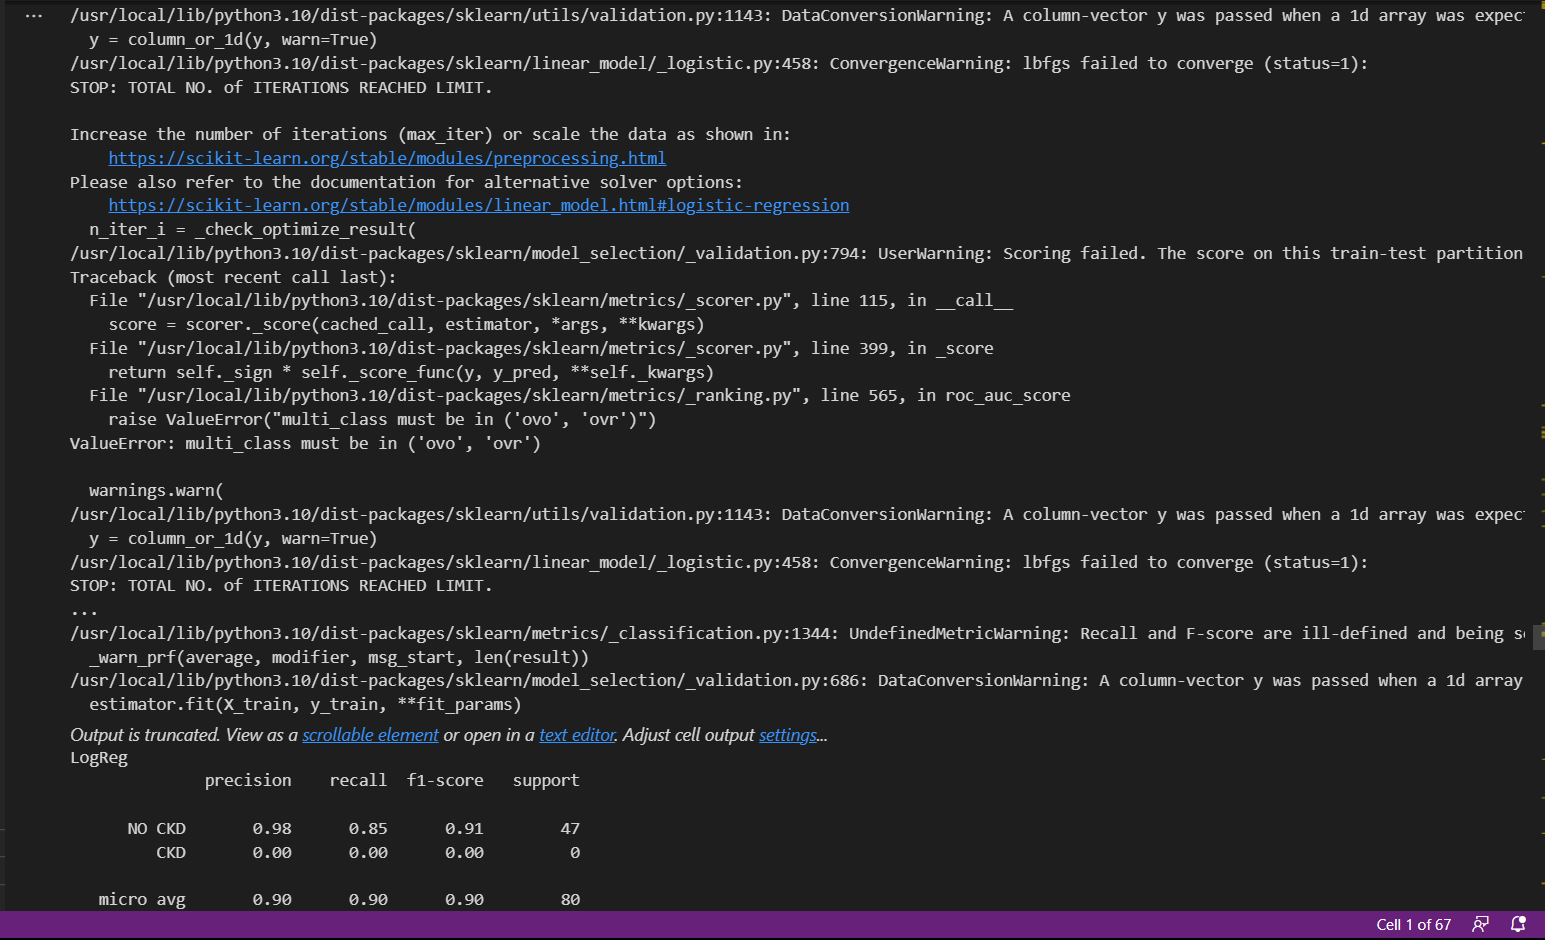 ...
/usr/local/lib/python3.10/dist-packages/sklearn/utils/validation.py:1143: DataConversionWarning: A column-vector y was passed when a 1d array was expec
  y = column_or_1d(y, warn=True)
/usr/local/lib/python3.10/dist-packages/sklearn/linear_model/_logistic.py:458: ConvergenceWarning: lbfgs failed to converge (status=1):
STOP: TOTAL NO. of ITERATIONS REACHED LIMIT.

Increase the number of iterations (max_iter) or scale the data as shown in:
    https://scikit-learn.org/stable/modules/preprocessing.html
Please also refer to the documentation for alternative solver options:
    https://scikit-learn.org/stable/modules/linear_model.html#logistic-regression
  n_iter_i = _check_optimize_result(
/usr/local/lib/python3.10/dist-packages/sklearn/model_selection/_validation.py:794: UserWarning: Scoring failed. The score on this train-test partition
Traceback (most recent call last):
  File "/usr/local/lib/python3.10/dist-packages/sklearn/metrics/_scorer.py", line 115, in __call__
    score = scorer._score(cached_call, estimator, *args, **kwargs)
  File "/usr/local/lib/python3.10/dist-packages/sklearn/metrics/_scorer.py", line 399, in _score
    return self._sign * self._score_func(y, y_pred, **self._kwargs)
  File "/usr/local/lib/python3.10/dist-packages/sklearn/metrics/_ranking.py", line 565, in roc_auc_score
    raise ValueError("multi_class must be in ('ovo', 'ovr')")
ValueError: multi_class must be in ('ovo', 'ovr')

  warnings.warn(
/usr/local/lib/python3.10/dist-packages/sklearn/utils/validation.py:1143: DataConversionWarning: A column-vector y was passed when a 1d array was expec
  y = column_or_1d(y, warn=True)
/usr/local/lib/python3.10/dist-packages/sklearn/linear_model/_logistic.py:458: ConvergenceWarning: lbfgs failed to converge (status=1):
STOP: TOTAL NO. of ITERATIONS REACHED LIMIT.
...
/usr/local/lib/python3.10/dist-packages/sklearn/metrics/_classification.py:1344: UndefinedMetricWarning: Recall and F-score are ill-defined and being s
  _warn_prf(average, modifier, msg_start, len(result))
/usr/local/lib/python3.10/dist-packages/sklearn/model_selection/_validation.py:686: DataConversionWarning: A column-vector y was passed when a 1d array
  estimator.fit(X_train, y_train, **fit_params)
Output is truncated. View as a scrollable element or open in a text editor. Adjust cell output settings...
LogReg
              precision    recall  f1-score   support

      NO CKD       0.98      0.85      0.91        47
         CKD       0.00      0.00      0.00         0

   micro avg       0.90      0.90      0.90        80
Cell 1 of 67